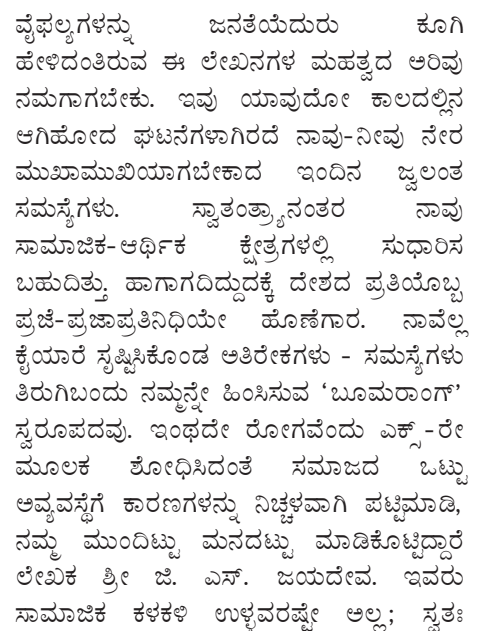 ವೈಫಲ್ಯಗಳನ್ನು ಜನತೆಯೆದುರು ಕೂಗಿ
ಹೇಳಿದಂತಿರುವ ಈ ಲೇಖನಗಳ ಮಹತ್ವದ ಅರಿವು
ನಮಗಾಗಬೇಕು. ಇವು ಯಾವುದೋ ಕಾಲದಲ್ಲಿನ
ಆಗಿಹೋದ ಘಟನೆಗಳಾಗಿರದೆ ನಾವು-ನೀವು ನೇರ
ಮುಖಾಮುಖಿಯಾಗಬೇಕಾದ ಇಂದಿನ ಜ್ವಲಂತ
ಸಮಸ್ಯೆಗಳು. ಸ್ವಾತಂತ್ರ್ಯಾನಂತರ ನಾವು
ಸಾಮಾಜಿಕ-ಆರ್ಥಿಕ ಕ್ಷೇತ್ರಗಳಲ್ಲಿ ಸುಧಾರಿಸ
ಬಹುದಿತ್ತು. ಹಾಗಾಗದಿದ್ದುದಕ್ಕೆ ದೇಶದ ಪ್ರತಿಯೊಬ್ಬ
ಪ್ರಜೆ-ಪ್ರಜಾಪ್ರತಿನಿಧಿಯೇ ಹೊಣೆಗಾರ. ನಾವೆಲ್ಲ
ಕೈಯಾರೆ ಸೃಷ್ಟಿಸಿಕೊಂಡ ಅತಿರೇಕಗಳು - ಸಮಸ್ಯೆಗಳು
ತಿರುಗಿಬಂದು ನಮ್ಮನ್ನೇ ಹಿಂಸಿಸುವ ‘ಬೂಮರಾಂಗ್’
ಸ್ವರೂಪದವು. ಇಂಥದೇ ರೋಗವೆಂದು ಎಕ್ಸ್-ರೇ
ಮೂಲಕ ಶೋಧಿಸಿದಂತೆ ಸಮಾಜದ ಒಟ್ಟು
ಅವ್ಯವಸ್ಥೆಗೆ ಕಾರಣಗಳನ್ನು ನಿಚ್ಚಳವಾಗಿ ಪಟ್ಟಿಮಾಡಿ,
ನಮ್ಮ ಮುಂದಿಟ್ಟು ಮನದಟ್ಟು ಮಾಡಿಕೊಟ್ಟಿದ್ದಾರೆ
ಲೇಖಕ ಶ್ರೀ ಜಿ. ಎಸ್. ಜಯದೇವ. ಇವರು
ಸಾಮಾಜಿಕ ಕಳಕಳಿ ಉಳ್ಳವರಷ್ಟೇ ಅಲ್ಲ; ಸ್ವತಃ